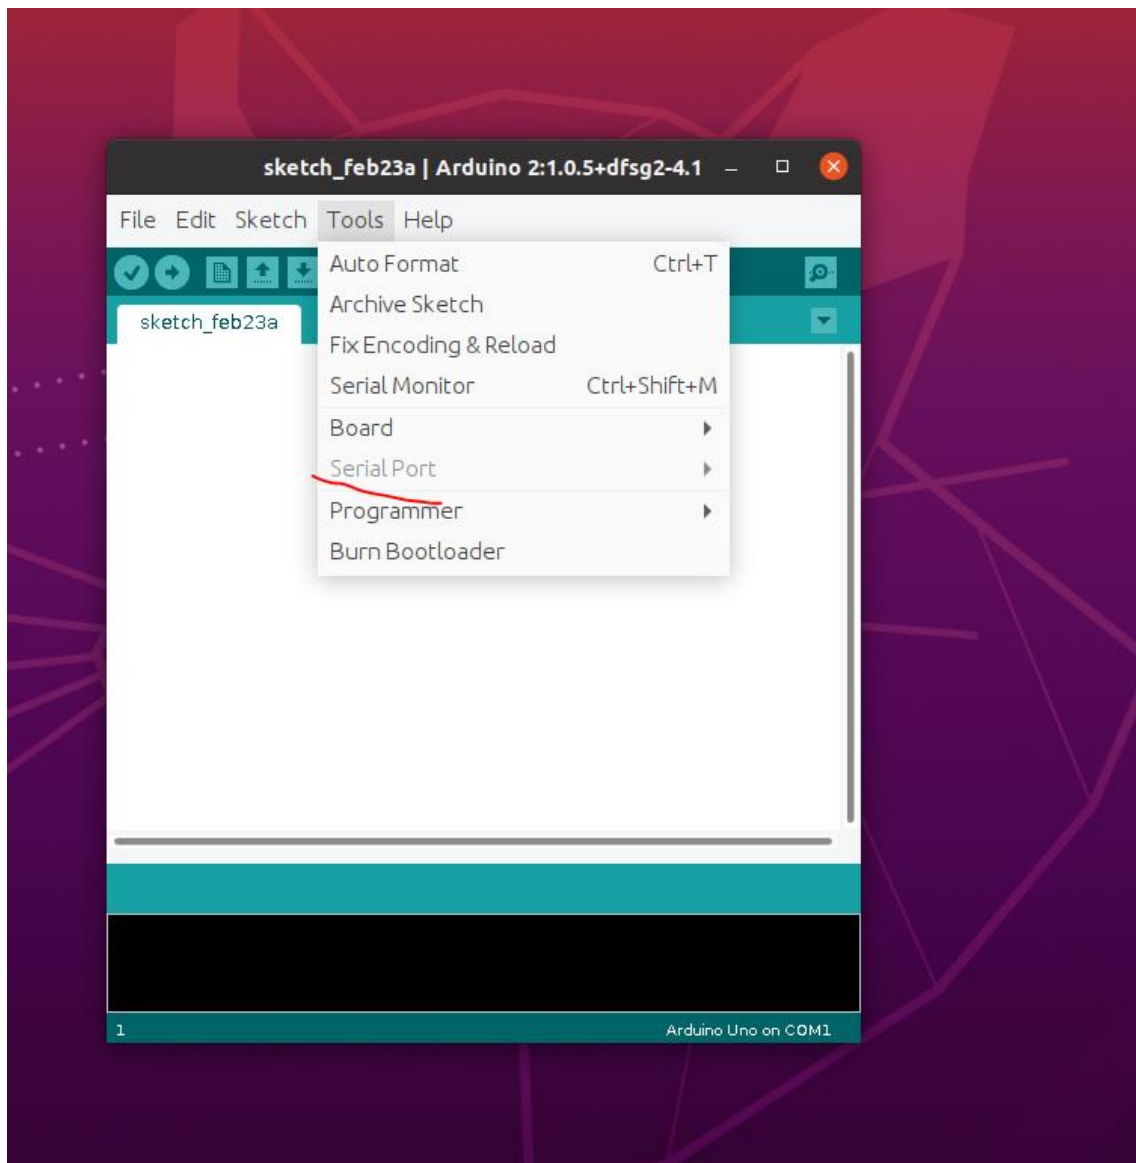 sketch_feb23a | Arduino 2:1.0.5+dfsg2-4.1
File Edit Sketch Tools Help
sketch_feb23a
Auto Format Ctrl+T
Archive Sketch
Fix Encoding & Reload
Serial Monitor Ctrl+Shift+M
Board
Serial Port
Programmer
Burn Bootloader
1 Arduino Uno on COM1